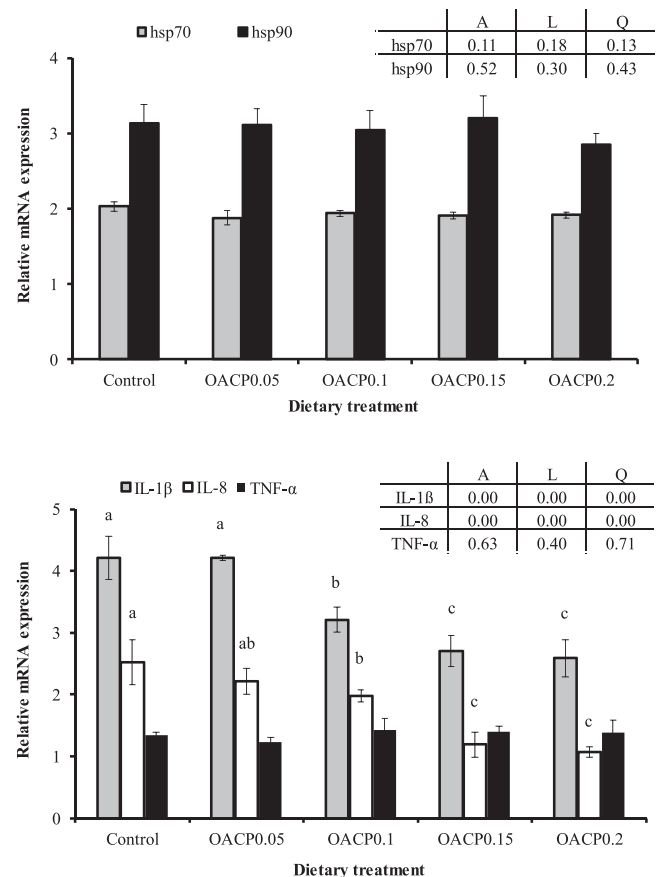 hsp70 hsp90
A L Q
hsp70 0.11 0.18 0.13
hsp90 0.52 0.30 0.43
4
3
2
1
0
Relative mRNA expression
Control OACP0.05 OACP0.1 OACP0.15 OACP0.2
Dietary treatment
IL-1β IL-8 TNF-α
A L Q
IL-1ß 0.00 0.00 0.00
IL-8 0.00 0.00 0.00
TNF-α 0.63 0.40 0.71
5
4
3
2
1
0
Relative mRNA expression
a a b c c
a ab b c c
Control OACP0.05 OACP0.1 OACP0.15 OACP0.2
Dietary treatment